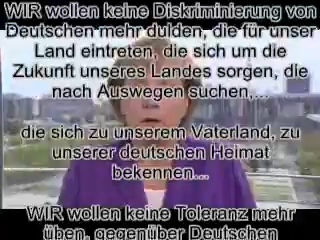 WIR wollen keine Diskriminierung von
Deutschen mehr dulden, die für unser
Land eintreten, die sich um die
Zukunft unseres Landes sorgen, die
nach Auswegen suchen,...
die sich zu unserem Vaterland, zu
unserer deutschen Heimat
bekennen...
WIR wollen keine Toleranz mehr
üben, gegenüber Deutschen